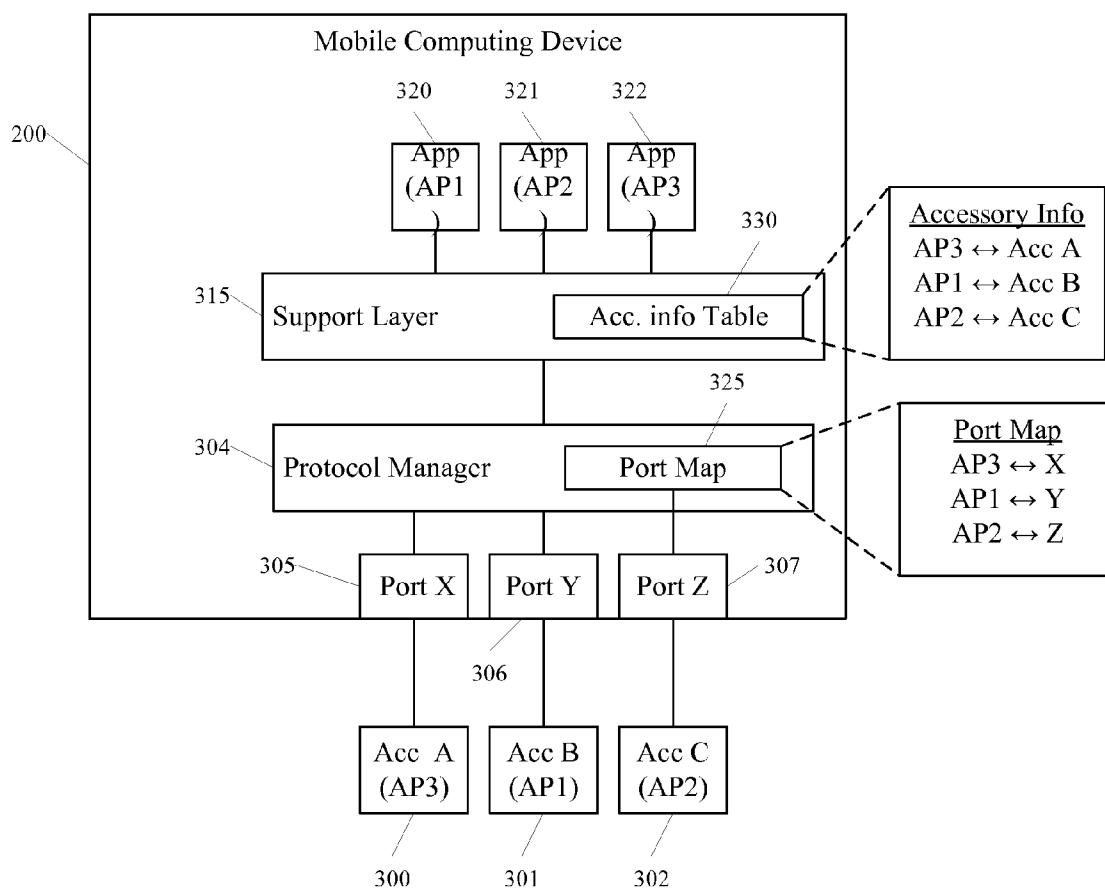 Mobile Computing Device
320 321 322
200
App (AP1) App (AP2) App (AP3)
330
Accessory Info
AP3 ↔ Acc A
AP1 ↔ Acc B
AP2 ↔ Acc C
315
Support Layer
Acc. info Table
325
304
Protocol Manager
Port Map
Port Map
AP3 ↔ X
AP1 ↔ Y
AP2 ↔ Z
305
Port X Port Y Port Z
307
306
Acc A (AP3)
Acc B (AP1)
Acc C (AP2)
300 301 302